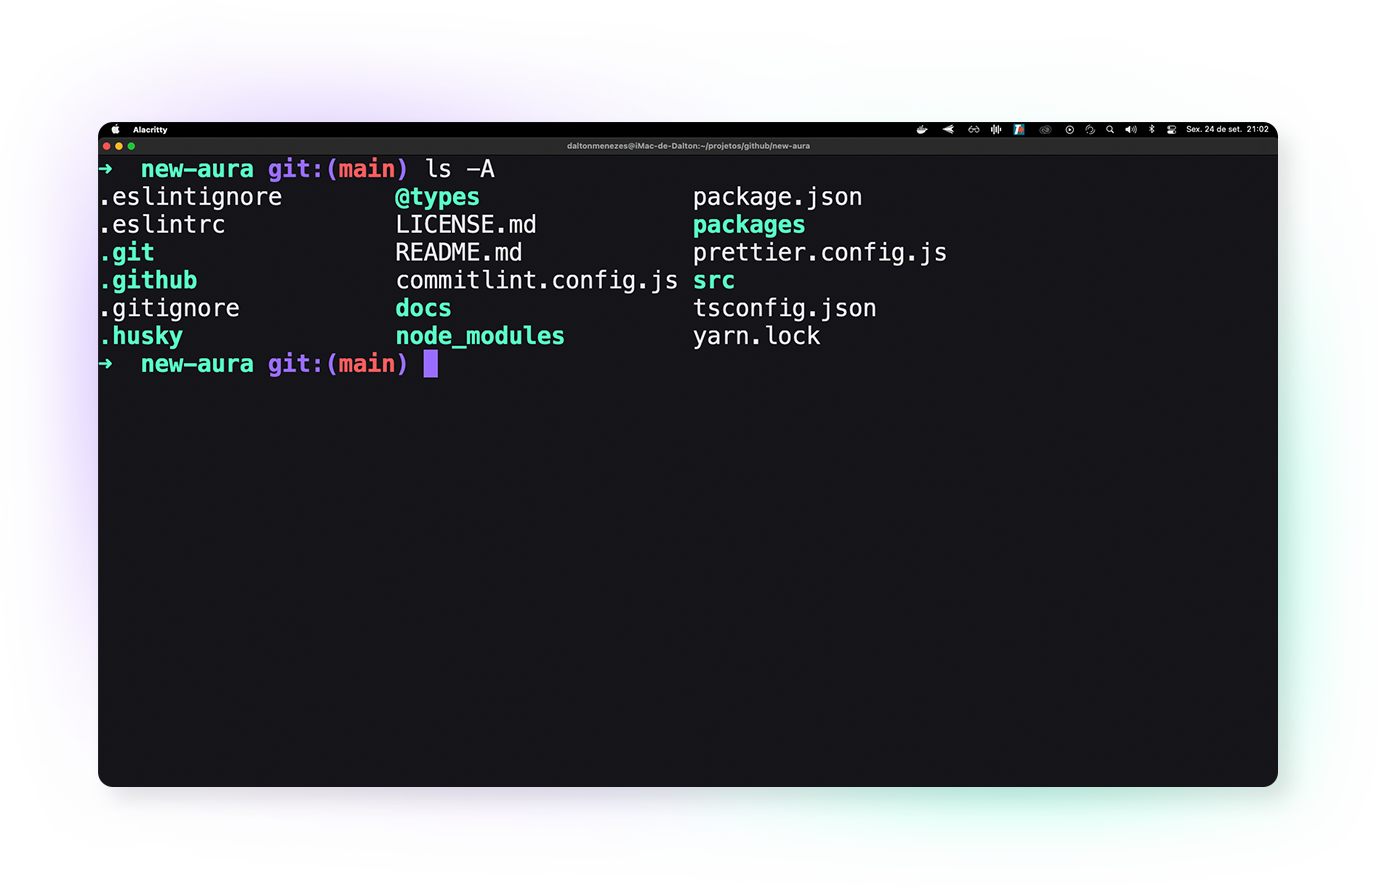 Alacritty Sex. 24 de set. 21:02
daltonmenezes@iMac-de-Dalton:~/projetos/github/new-aura
➜ new-aura git:(main) ls -A
.eslintignore @types package.json
.eslintrc LICENSE.md packages
.git README.md prettier.config.js
.github commitlint.config.js src
.gitignore docs tsconfig.json
.husky node_modules yarn.lock
➜ new-aura git:(main)